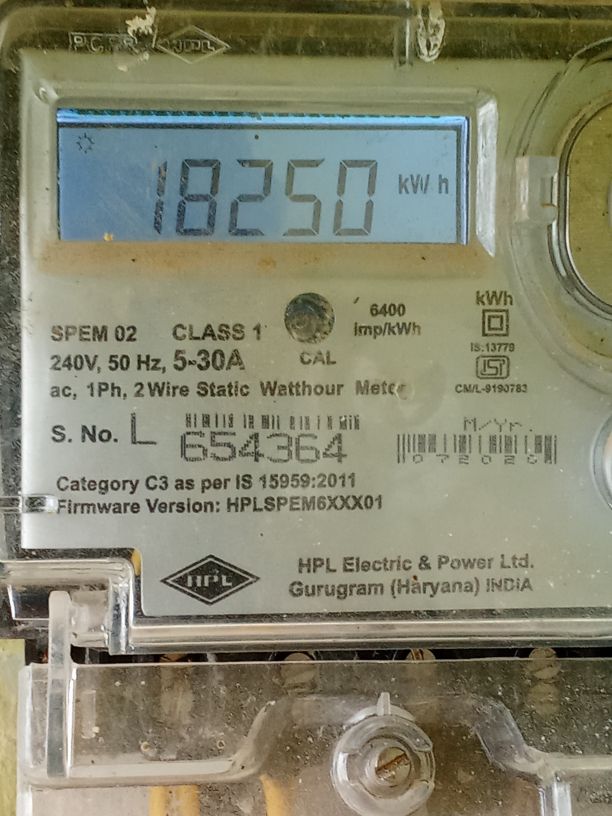 HPL
18250 kWh
6400
imp/kWh
kWh
SPEM 02 CLASS 1
CAL
IS:13779
240V, 50 Hz, 5-30A
ac, 1Ph, 2 Wire Static Watthour Meter
CM/L-9190783
M/Yr.
S. No. L 654364
072020
Category C3 as per IS 15959:2011
Firmware Version: HPLSPEM6XXX01
HPL
HPL Electric & Power Ltd.
Gurugram (Haryana) INDIA